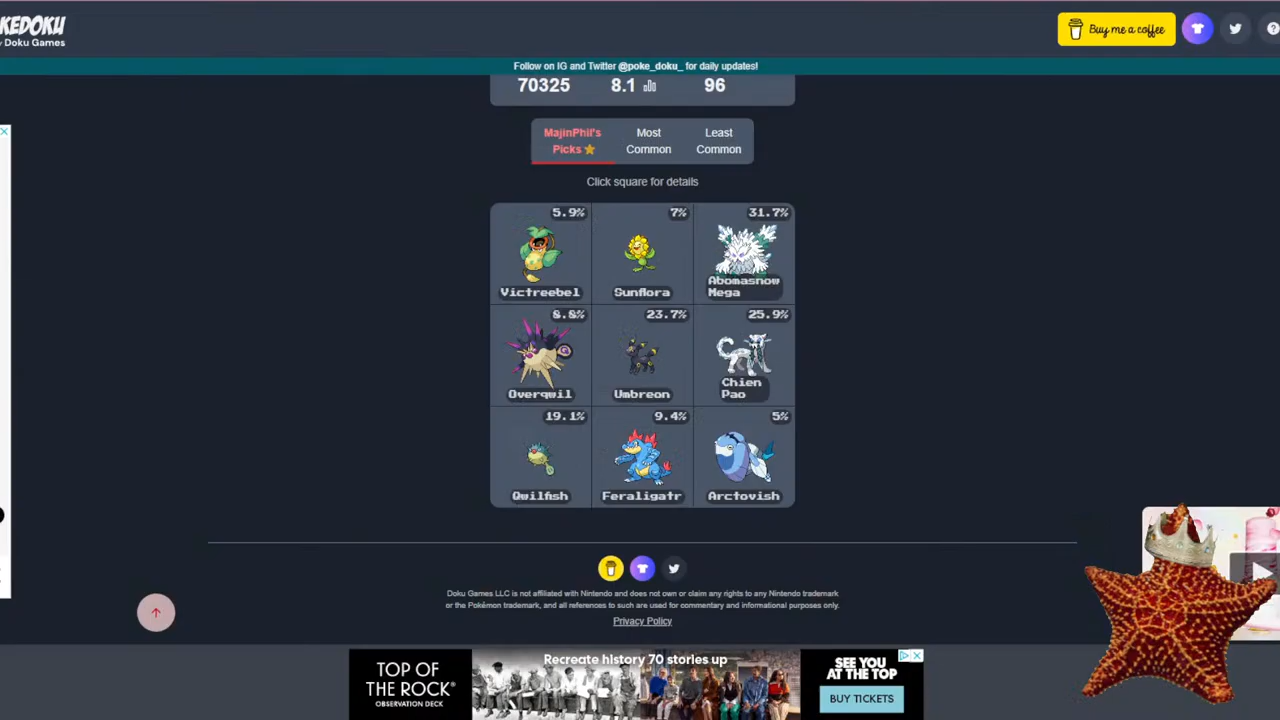 KEDOKU
Doku Games
Buy me a coffee
Follow on IG and Twitter @poke_doku_ for daily updates!
70325 8.1 96
MajinPhil's Most Least
Picks Common Common
Click square for details
5.9% 7% 31.7%
Victreebel Sunflora Abomasnow
Mega
8.8% 23.7% 25.9%
Overqwil Umbreon Chien
Pao
19.1% 9.4% 5%
Qwilfish Feraligatr Arctovish
Doku Games LLC is not affiliated with Nintendo and does not own or claim any rights to any Nintendo trademark
or the Pokémon trademark, and all references to such are used for commentary and informational purposes only.
Privacy Policy
TOP OF
THE ROCK®
OBSERVATION DECK
Recreate history 70 stories up
SEE YOU
AT THE TOP
BUY TICKETS